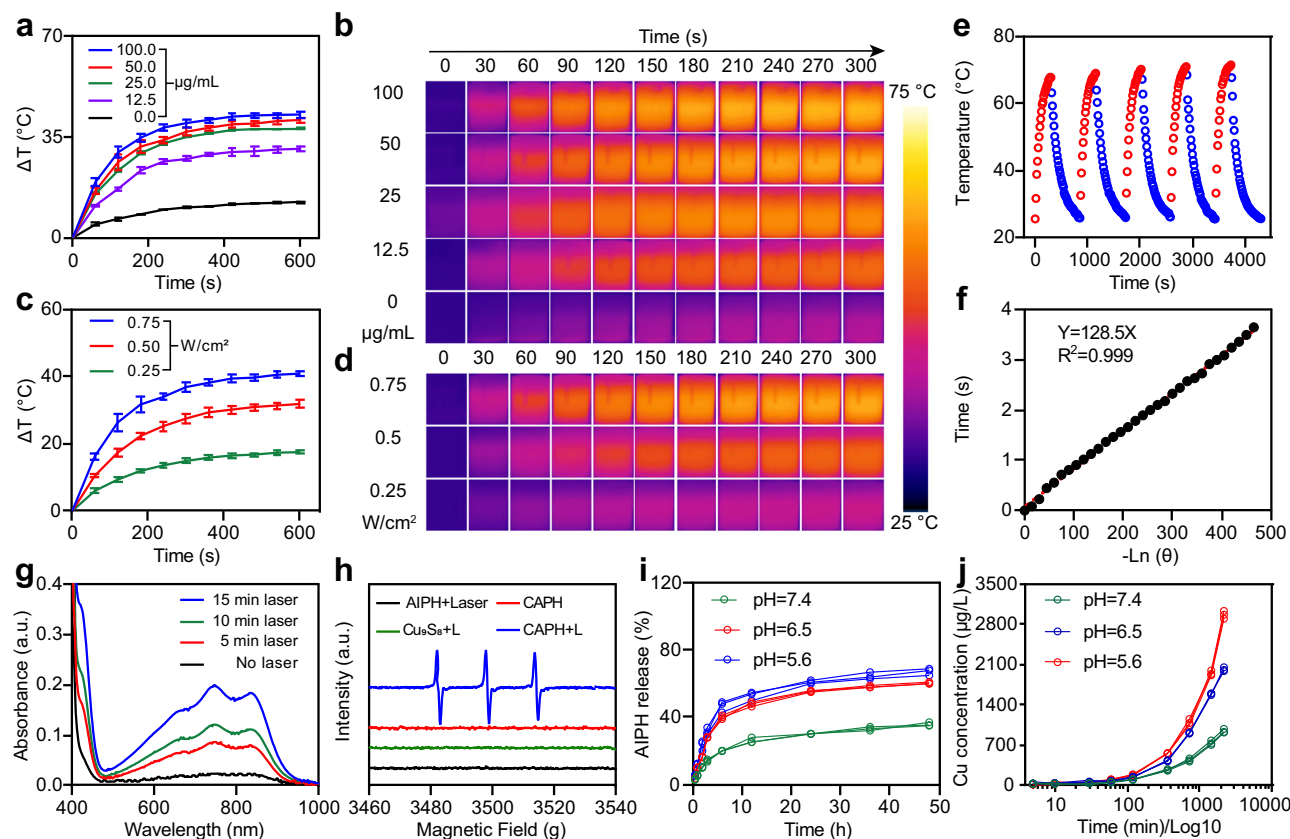 a
ΔT (°C)
70
35
0
100.0
50.0
25.0
12.5
0.0
µg/mL
0 200 400 600
Time (s)
b
Time (s)
0 30 60 90 120 150 180 210 240 270 300
100
50
25
12.5
0
µg/mL
75 °C
25 °C
c
ΔT (°C)
60
40
20
0
0.75
0.50
0.25
W/cm²
0 200 400 600
Time (s)
d
0 30 60 90 120 150 180 210 240 270 300
0.75
0.5
0.25
W/cm²
e
Temperature (°C)
80
60
40
20
0 1000 2000 3000 4000
Time (s)
f
Time (s)
4
3
2
1
0
Y=128.5X
R²=0.999
0 -100 -200 -300 -400 -500
-Ln (θ)
g
Absorbance (a.u.)
0.4
0.3
0.2
0.1
0.0
15 min laser
10 min laser
5 min laser
No laser
400 600 800 1000
Wavelength (nm)
h
Intensity (a.u.)
AIPH+Laser
CAPH
Cu₉S₈+L
CAPH+L
3460 3480 3500 3520 3540
Magnetic Field (g)
i
AIPH release (%)
120
80
40
0
pH=7.4
pH=6.5
pH=5.6
0 12 24 36 48
Time (h)
j
Cu concentration (µg/L)
3500
2800
2100
1400
700
0
pH=7.4
pH=6.5
pH=5.6
10 100 1000 10000
Time (min)/Log10